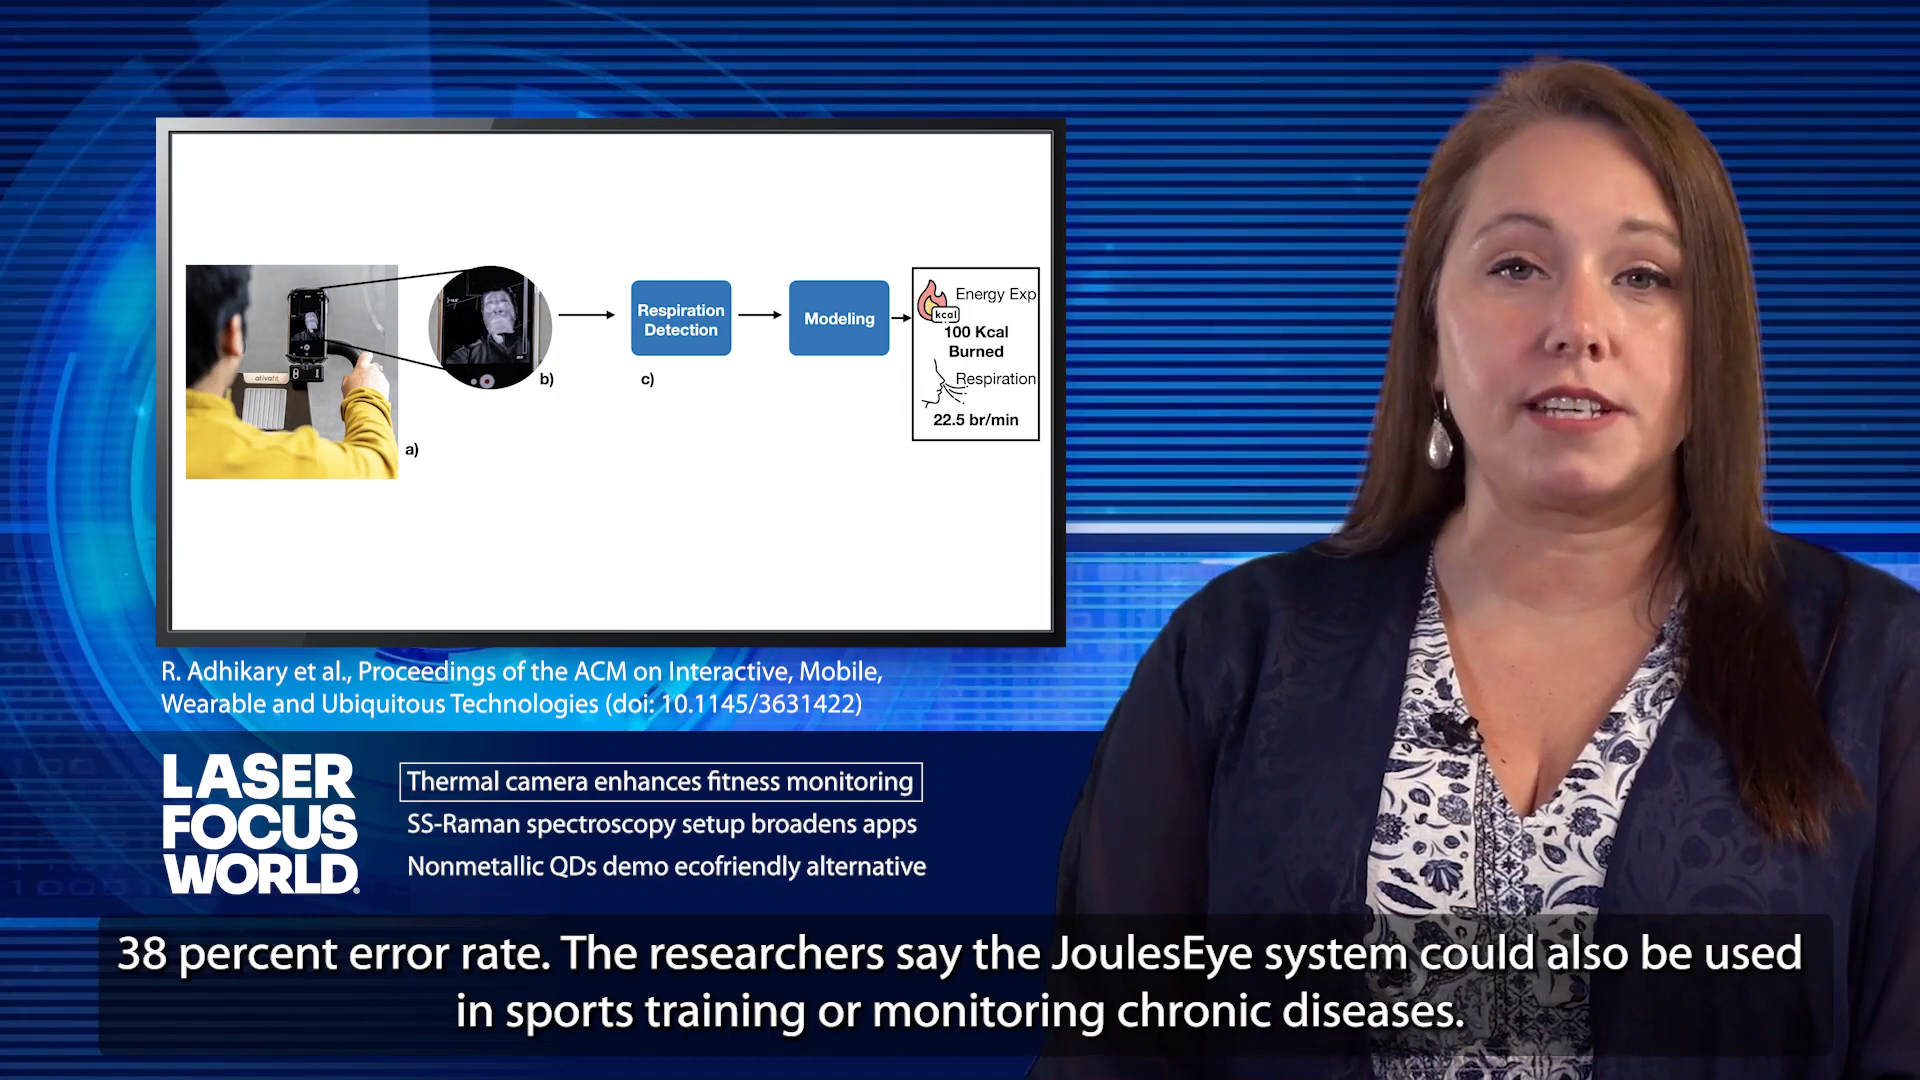 ativafit
a)
b)
Respiration
Detection
c)
Modeling
kcal
Energy Exp
100 Kcal
Burned
Respiration
22.5 br/min
R. Adhikary et al., Proceedings of the ACM on Interactive, Mobile,
Wearable and Ubiquitous Technologies (doi: 10.1145/3631422)
LASER
FOCUS
WORLD®
Thermal camera enhances fitness monitoring
SS-Raman spectroscopy setup broadens apps
Nonmetallic QDs demo ecofriendly alternative
38 percent error rate. The researchers say the JoulesEye system could also be used
in sports training or monitoring chronic diseases.